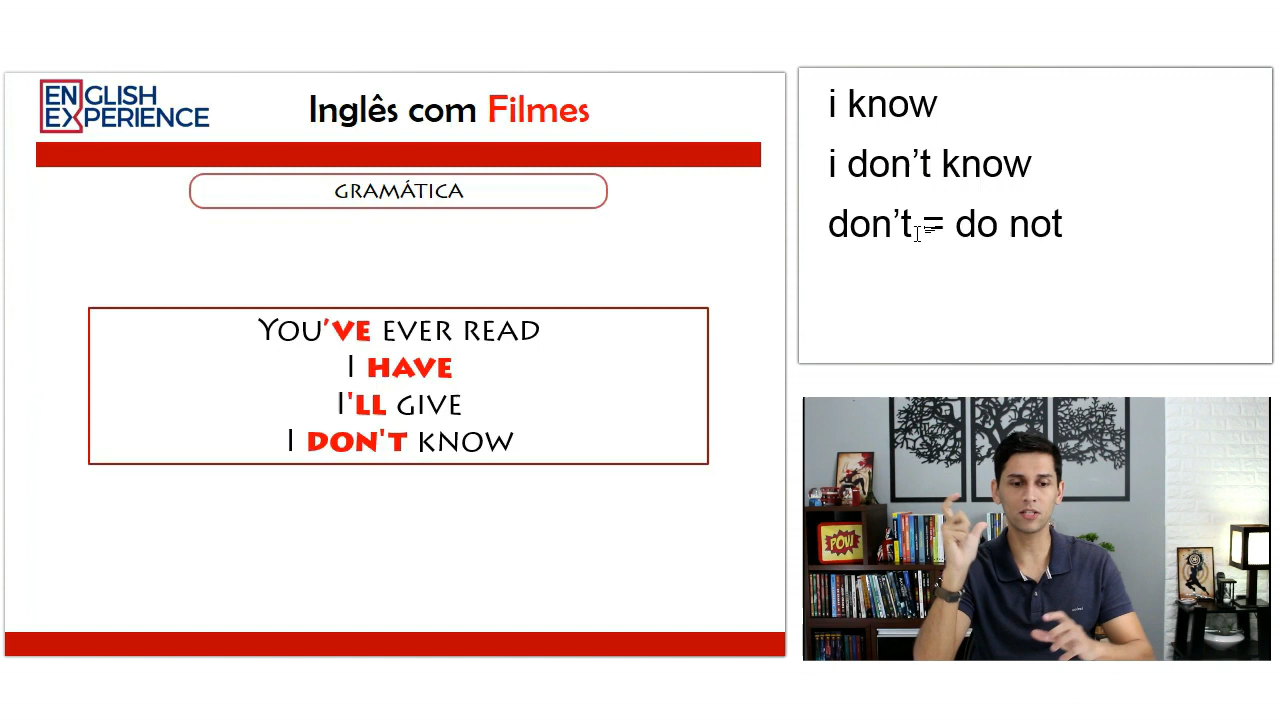 ENGLISH
EXPERIENCE
Inglês com Filmes
GRAMÁTICA
YOU'VE EVER READ
I HAVE
I'LL GIVE
I DON'T KNOW
i know
i don't know
don't = do not
POW